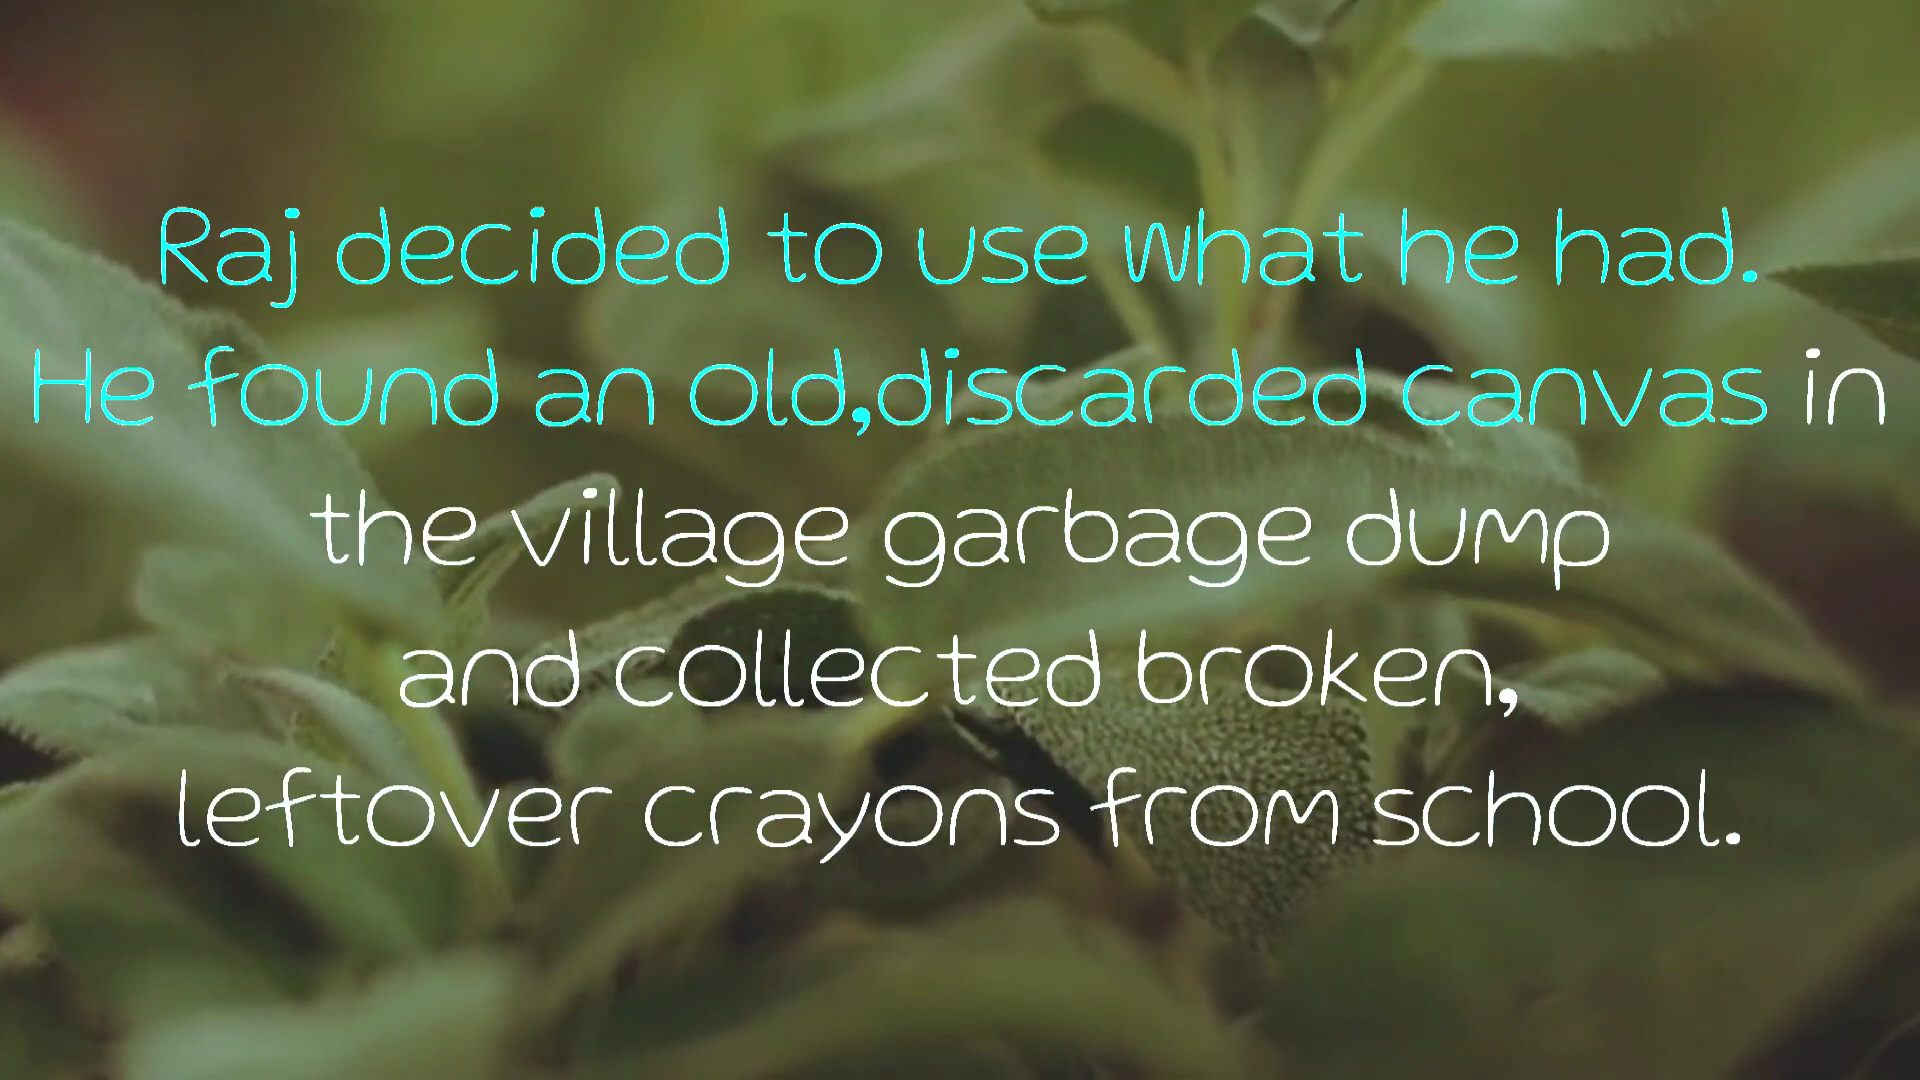 Raj decided to use what he had.
He found an old,discarded canvas in
the village garbage dump
and collected broken,
leftover crayons from school.